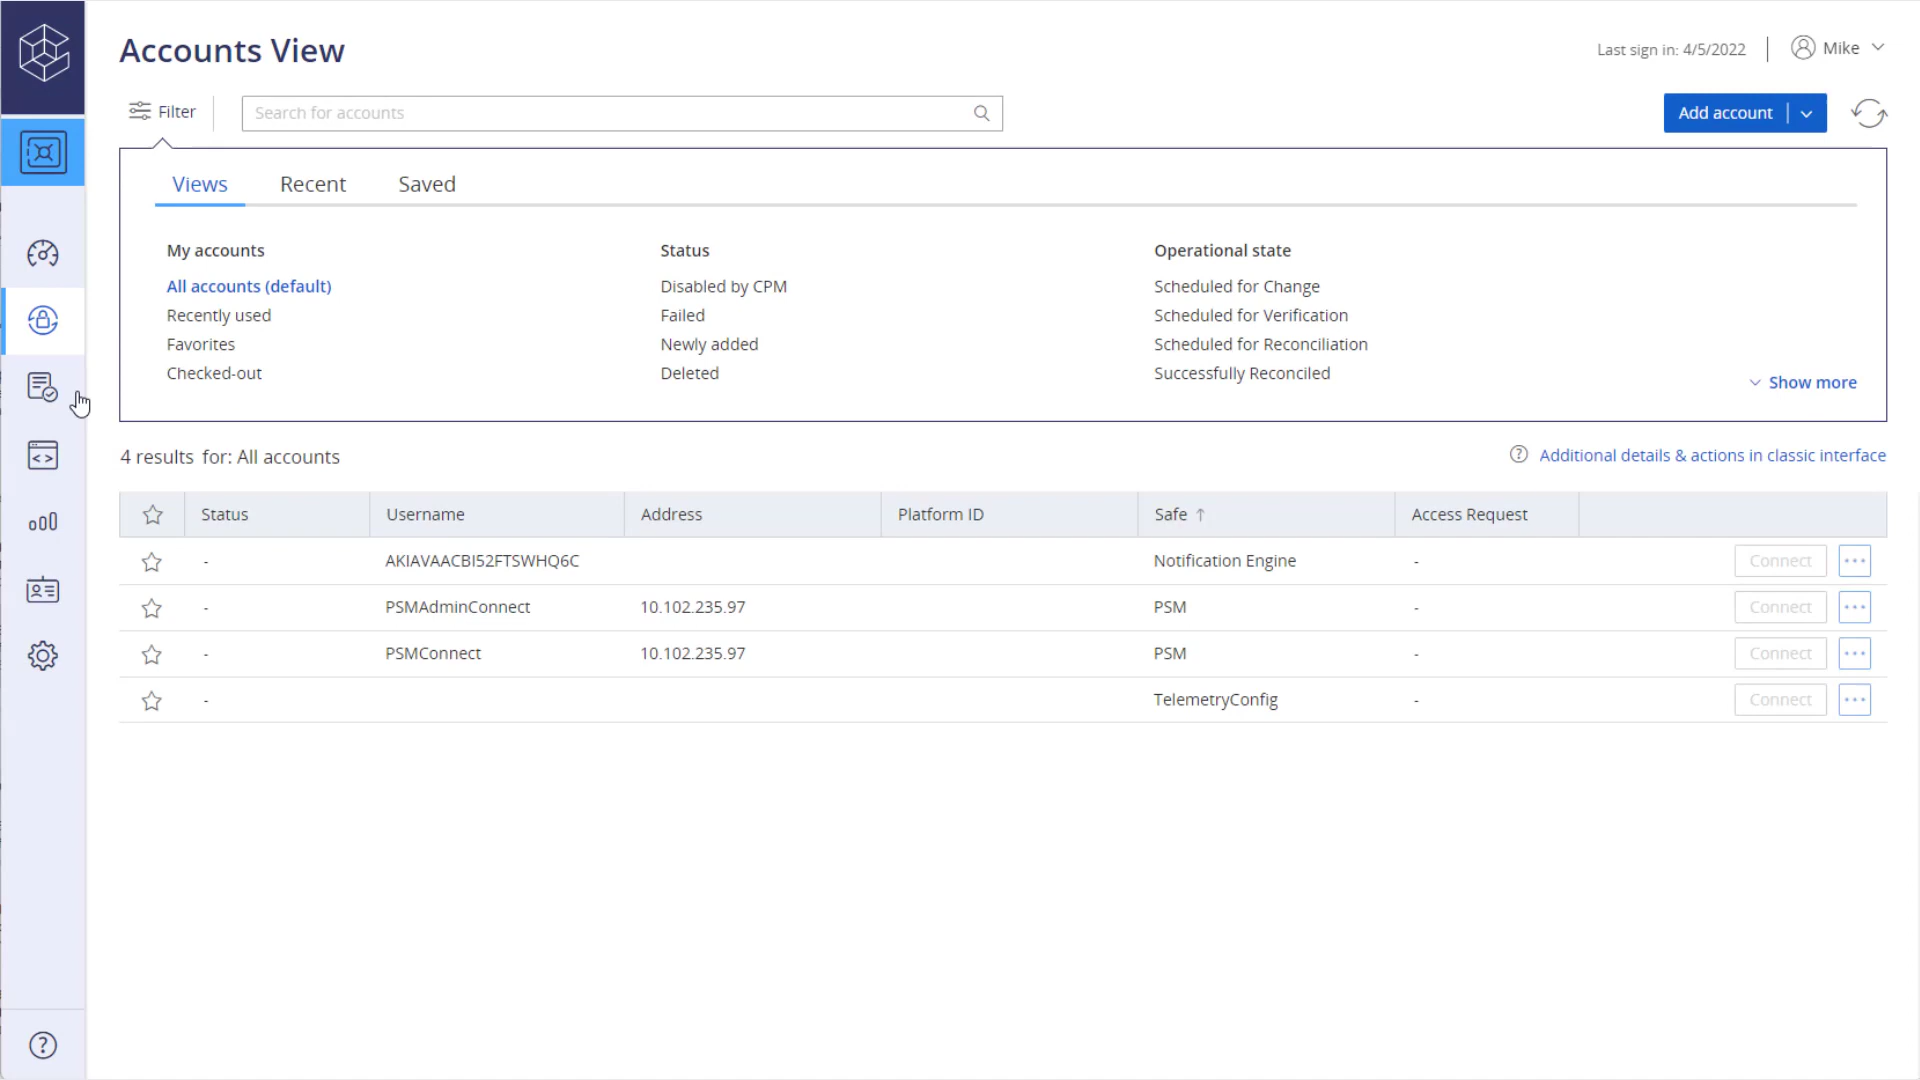 Accounts View
Last sign in: 4/5/2022
Mike
Filter
Search for accounts
Add account
Views Recent Saved
My accounts Status Operational state
All accounts (default) Disabled by CPM Scheduled for Change
Recently used Failed Scheduled for Verification
Favorites Newly added Scheduled for Reconciliation
Checked-out Deleted Successfully Reconciled
Show more
4 results for: All accounts
? Additional details & actions in classic interface
Status Username Address Platform ID Safe ↑ Access Request
- AKIAVAACBI52FTSWHQ6C Notification Engine - Connect ...
- PSMAdminConnect 10.102.235.97 PSM - Connect ...
- PSMConnect 10.102.235.97 PSM - Connect ...
- TelemetryConfig - Connect ...
?